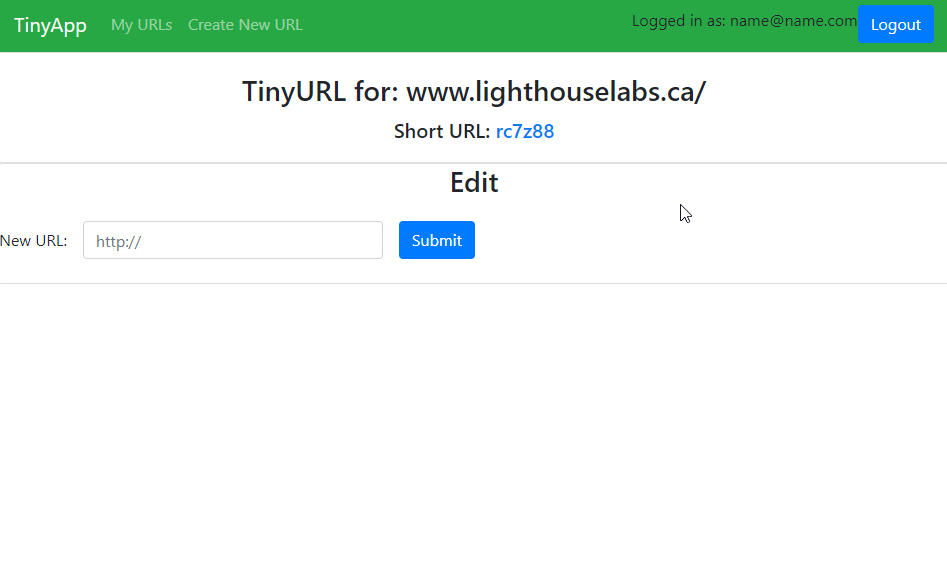 TinyApp My URLs Create New URL Logged in as: name@name.com Logout
TinyURL for: www.lighthouselabs.ca/
Short URL: rc7z88
Edit
New URL: http:// Submit